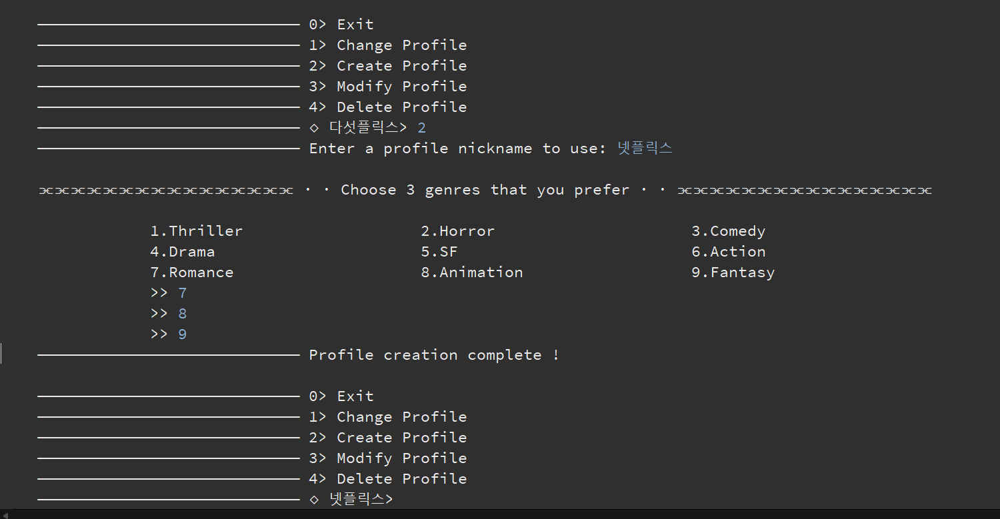 0> Exit
1> Change Profile
2> Create Profile
3> Modify Profile
4> Delete Profile
◇ 다섯플릭스> 2
Enter a profile nickname to use: 넷플릭스
· · Choose 3 genres that you prefer · ·
1.Thriller 2.Horror 3.Comedy
4.Drama 5.SF 6.Action
7.Romance 8.Animation 9.Fantasy
>> 7
>> 8
>> 9
Profile creation complete !
0> Exit
1> Change Profile
2> Create Profile
3> Modify Profile
4> Delete Profile
◇ 넷플릭스>